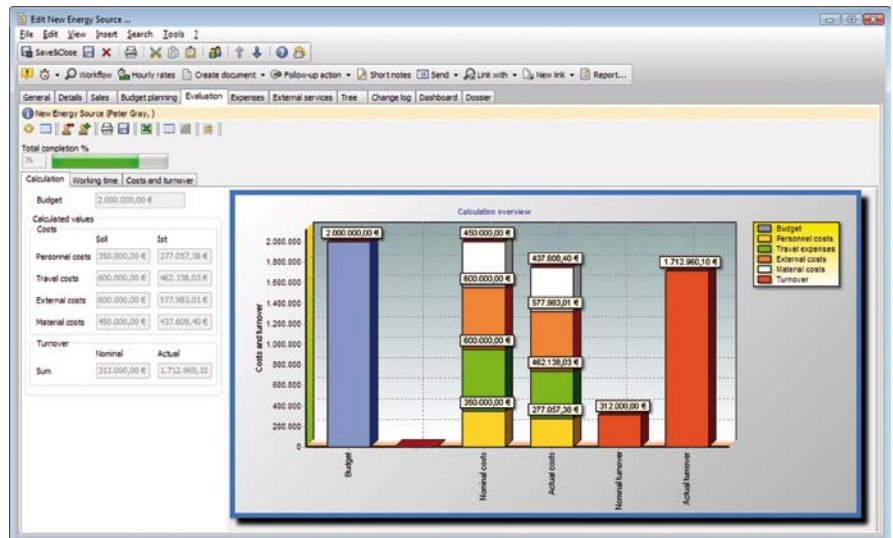 Edit New Energy Source ...
File Edit View Insert Search Tools ?
Save&Close
Workflow Hourly rates Create document Follow-up action Short notes Send Link with New link Report...
General Details Sales Budget planning Evaluation Expenses External services Tree Change log Dashboard Dossier
New Energy Source (Peter Gray, )
Total completion %
76
Calculation Working time Costs and turnover
Budget 2.000.000,00 €
Calculated values
Costs
Soll Ist
Personnel costs 350.000,00 € 277.057,38 €
Travel costs 600.000,00 € 462.138,03 €
External costs 600.000,00 € 577.983,01 €
Material costs 450.000,00 € 437.608,40 €
Turnover
Nominal Actual
Sum 312.000,00 € 1.712.960,10
Calculation overview
Costs and turnover
2.000.000
1.800.000
1.600.000
1.400.000
1.200.000
1.000.000
800.000
600.000
400.000
200.000
0
2.000.000,00 €
450.000,00 €
600.000,00 €
600.000,00 €
350.000,00 €
437.608,40 €
577.983,01 €
462.138,03 €
277.057,38 €
312.000,00 €
1.712.960,10 €
Budget
Nominal costs
Actual costs
Nominal turnover
Actual turnover
Budget
Personnel costs
Travel expenses
External costs
Material costs
Turnover